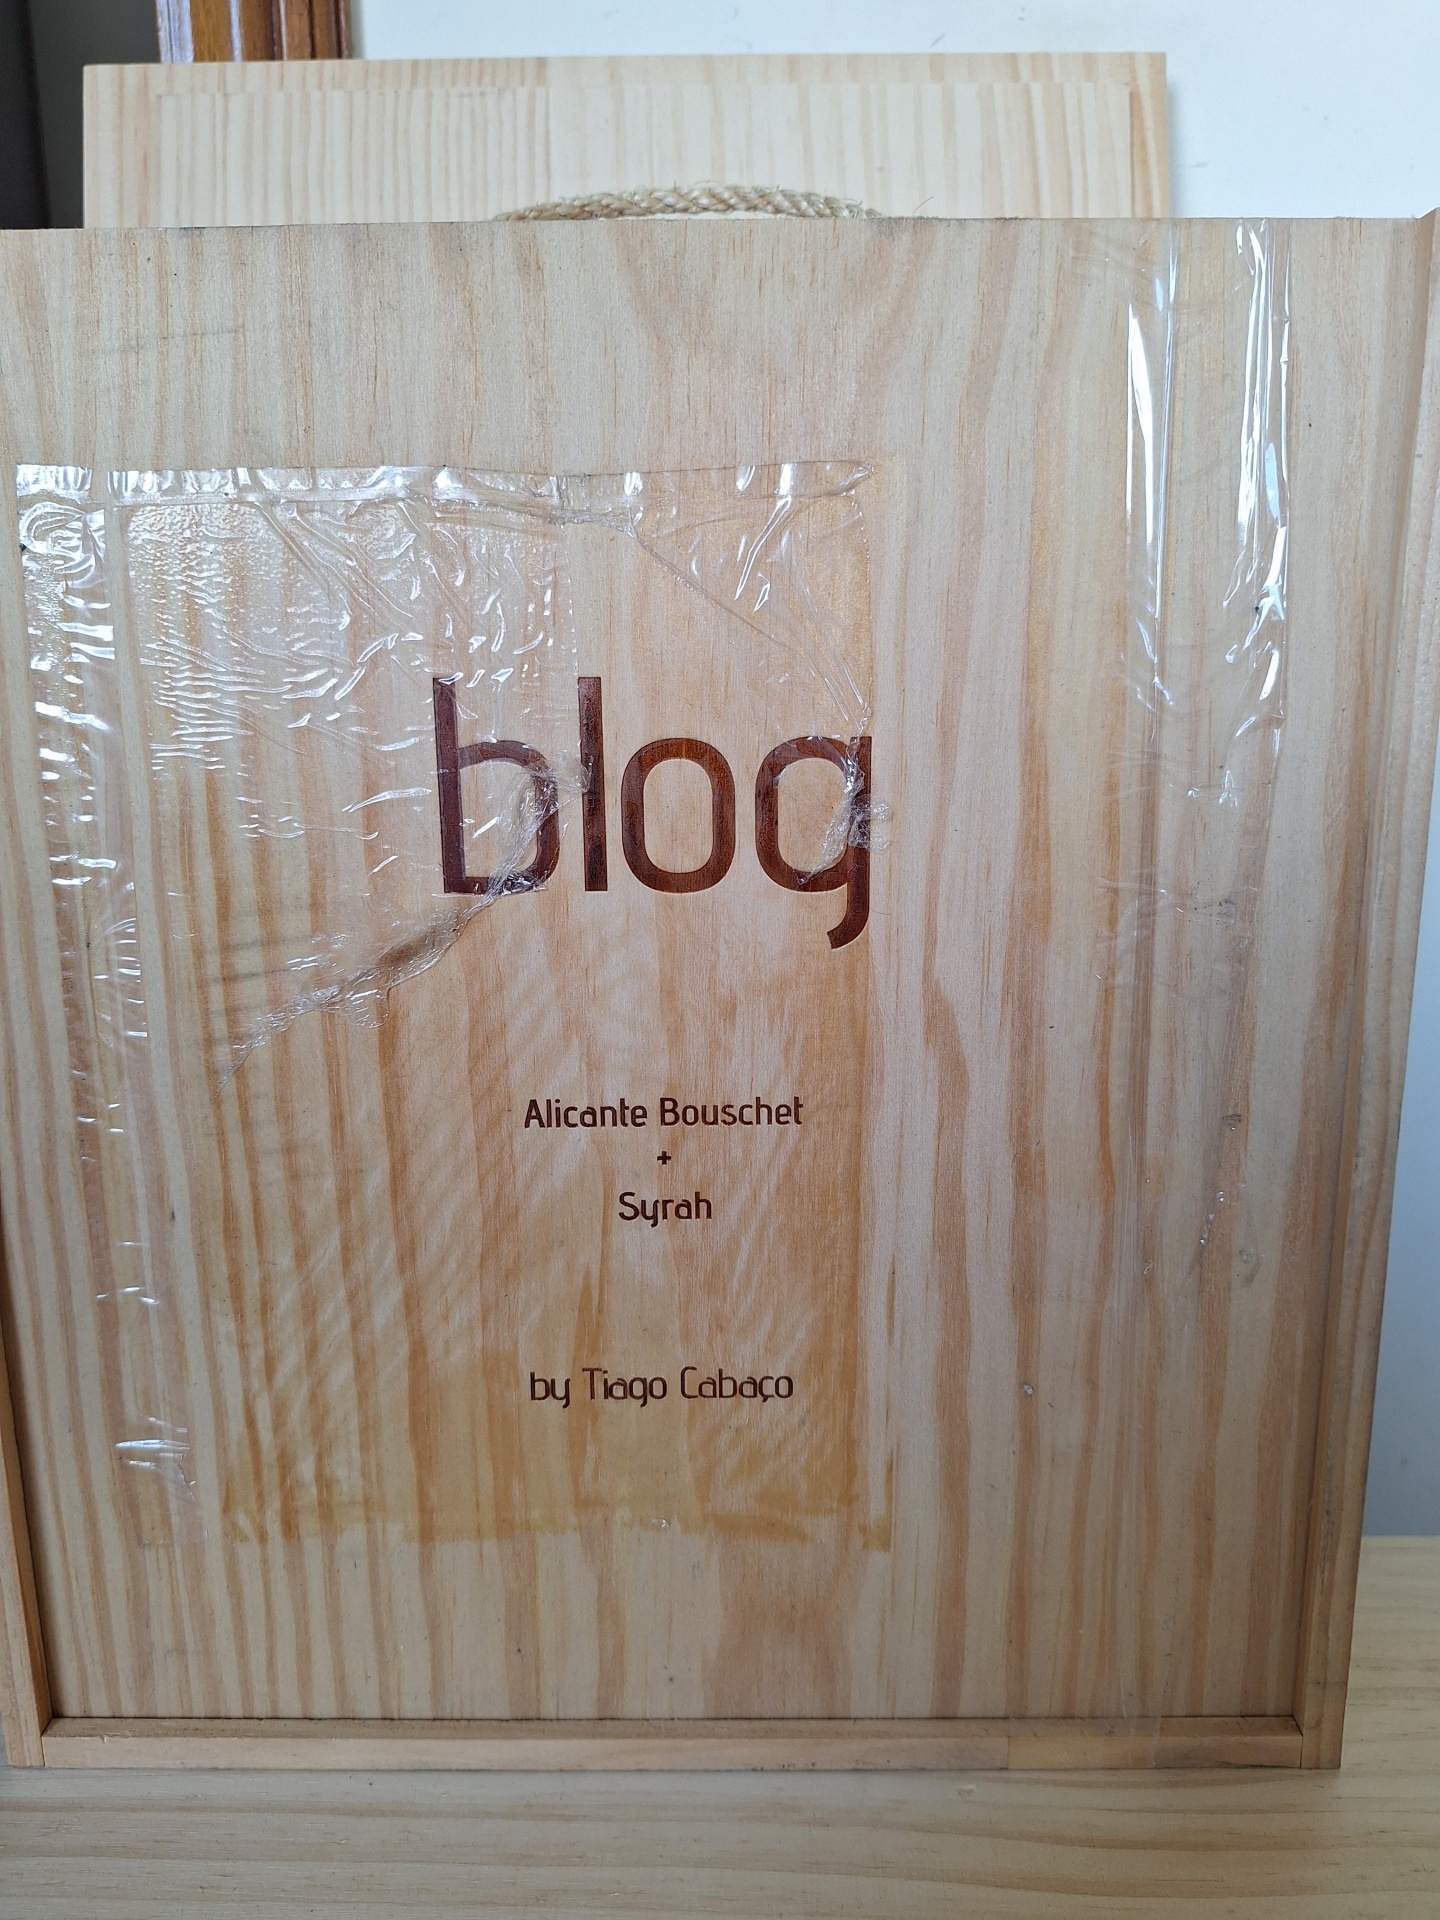 blog
Alicante Bouschet
+
Syrah
by Tiago Cabaço